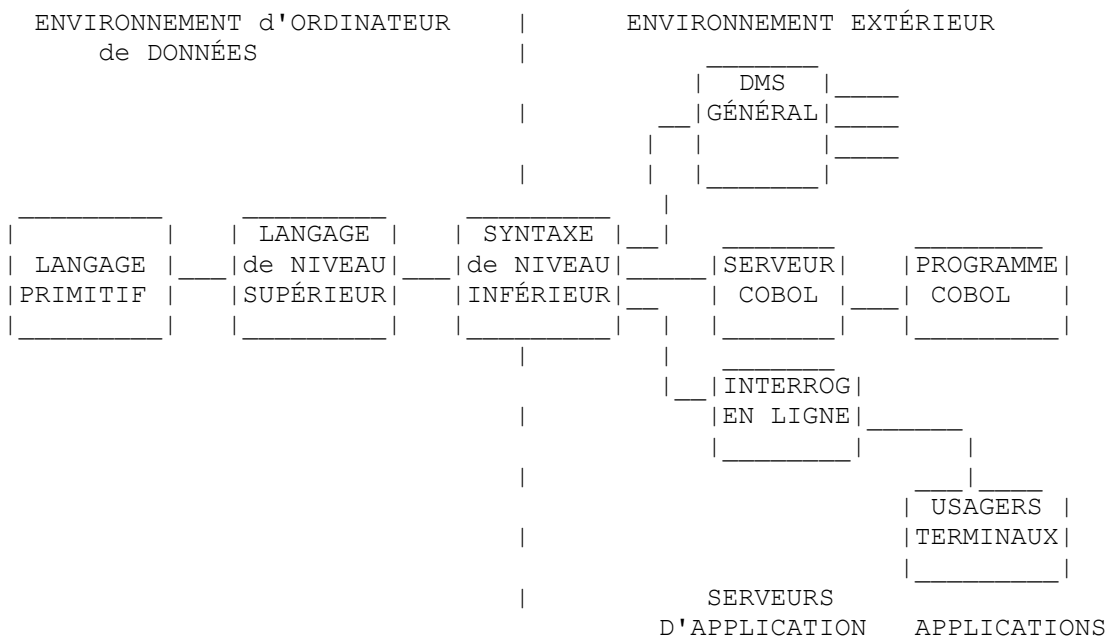 ENVIRONNEMENT d'ORDINATEUR
de DONNÉES
ENVIRONNEMENT EXTÉRIEUR
DMS
GÉNÉRAL
LANGAGE
PRIMITIF
LANGAGE
de NIVEAU
SUPÉRIEUR
SYNTAXE
de NIVEAU
INFÉRIEUR
SERVEUR
COBOL
PROGRAMME
COBOL
INTERROG
EN LIGNE
USAGERS
TERMINAUX
SERVEURS
D'APPLICATION
APPLICATIONS